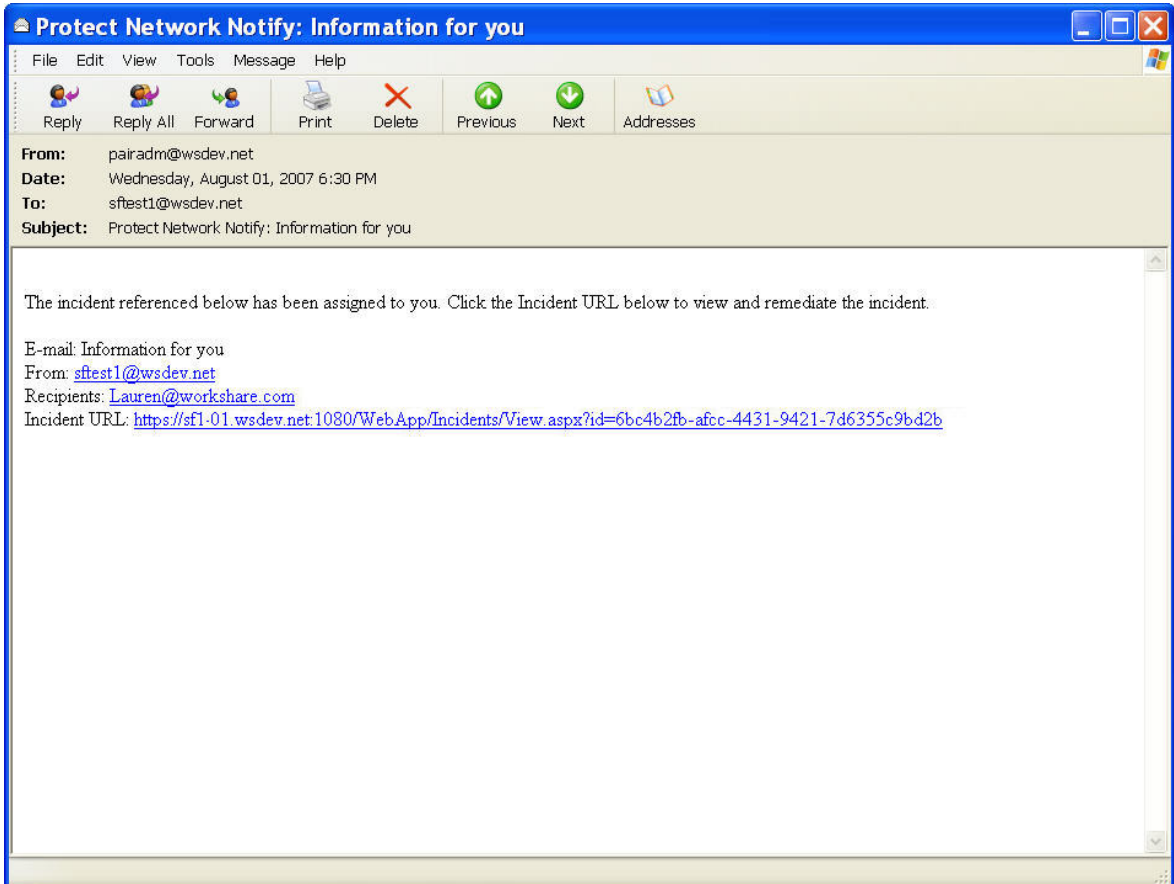 Protect Network Notify: Information for you
File Edit View Tools Message Help
Reply Reply All Forward Print Delete Previous Next Addresses
From: pairadm@wsdev.net
Date: Wednesday, August 01, 2007 6:30 PM
To: sftest1@wsdev.net
Subject: Protect Network Notify: Information for you
The incident referenced below has been assigned to you. Click the Incident URL below to view and remediate the incident.
E-mail: Information for you
From: sftest1@wsdev.net
Recipients: Lauren@workshare.com
Incident URL: https://sf1-01.wsdev.net:1080/WebApp/Incidents/View.aspx?id=6bc4b2fb-afcc-4431-9421-7d6355c9bd2b